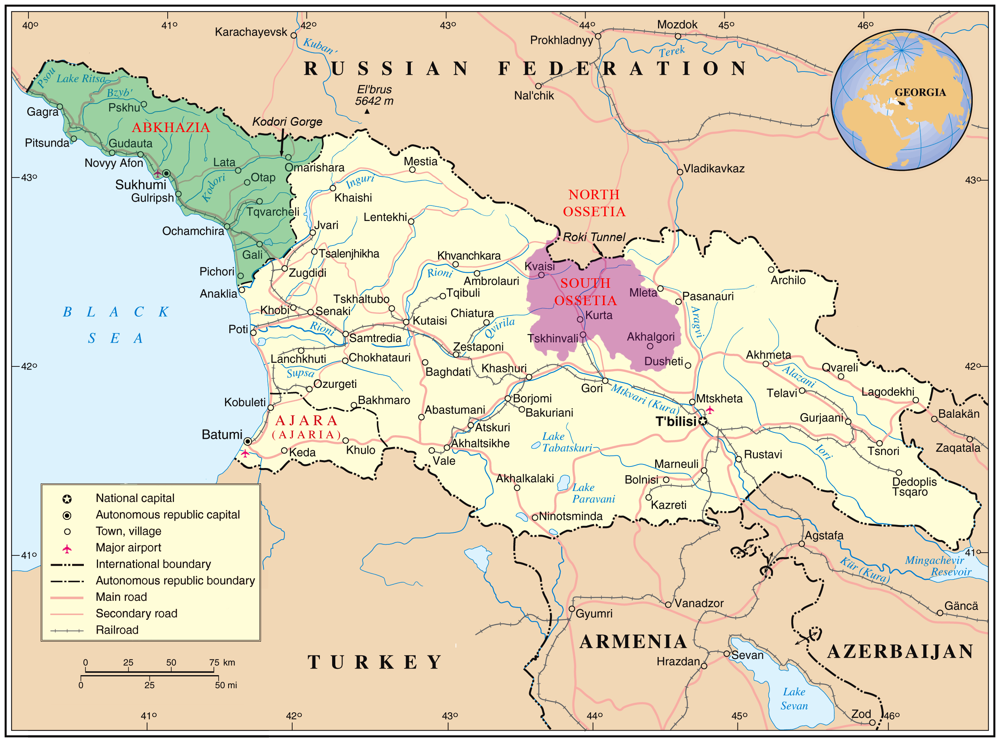 40° 41° 42° 43° 44° 45° 46°
Karachayevsk
Kuban'
Prokhladnyy
Mozdok
Terek
RUSSIAN FEDERATION
Psou
Lake Ritsa
Bzyb'
Pskhu
Gagra
El'brus
5642 m
Nal'chik
GEORGIA
Kodori Gorge
ABKHAZIA
Pitsunda
Gudauta
Novyy Afon
Lata
Omarishara
Mestia
Vladikavkaz
43°
43°
Sukhumi
Otap
Kodori
Inguri
Gulripsh
Khaishi
NORTH
OSSETIA
Tqvarcheli
Lentekhi
Jvari
Ochamchira
Roki Tunnel
Gali
Tsalenjhikha
Khvanchkara
Kvaisi
Pichori
Zugdidi
Rioni
Ambrolauri
Archilo
SOUTH
OSSETIA
Anaklia
Tskhaltubo
Tqibuli
Mleta
Pasanauri
BLACK
SEA
Khobi
Senaki
Kutaisi
Chiatura
Kurta
Aragvi
Poti
Rioni
Samtredia
Qvirila
Tskhinvali
Akhalgori
Zestaponi
Lanchkhuti
Chokhatauri
Dusheti
Akhmeta
42°
42°
Supsa
Baghdati
Khashuri
Qvareli
Alazani
Ozurgeti
Gori
Mtkvari (Kura)
Telavi
Lagodekhi
Kobuleti
Bakhmaro
Borjomi
Mtskheta
Abastumani
Bakuriani
Balakän
AJARA
(AJARIA)
T'bilisi
Gurjaani
Batumi
Atskuri
Lake
Tabatskuri
Akhaltsikhe
Keda
Khulo
Vale
Tsnori
Zaqatala
Iori
Rustavi
Marneuli
Akhalkalaki
Bolnisi
Lake
Paravani
Dedoplis
Tsqaro
Kazreti
Ninotsminda
Agstafa
41°
41°
Mingachevir
Resevoir
Kür (Kura)
Vanadzor
Gyumri
Gäncä
National capital
Autonomous republic capital
Town, village
Major airport
International boundary
Autonomous republic boundary
Main road
Secondary road
Railroad
ARMENIA
AZERBAIJAN
TURKEY
Sevan
Hrazdan
Lake
Sevan
Zod
0 25 50 75 km
0 25 50 mi
41° 42° 43° 44° 45° 46°